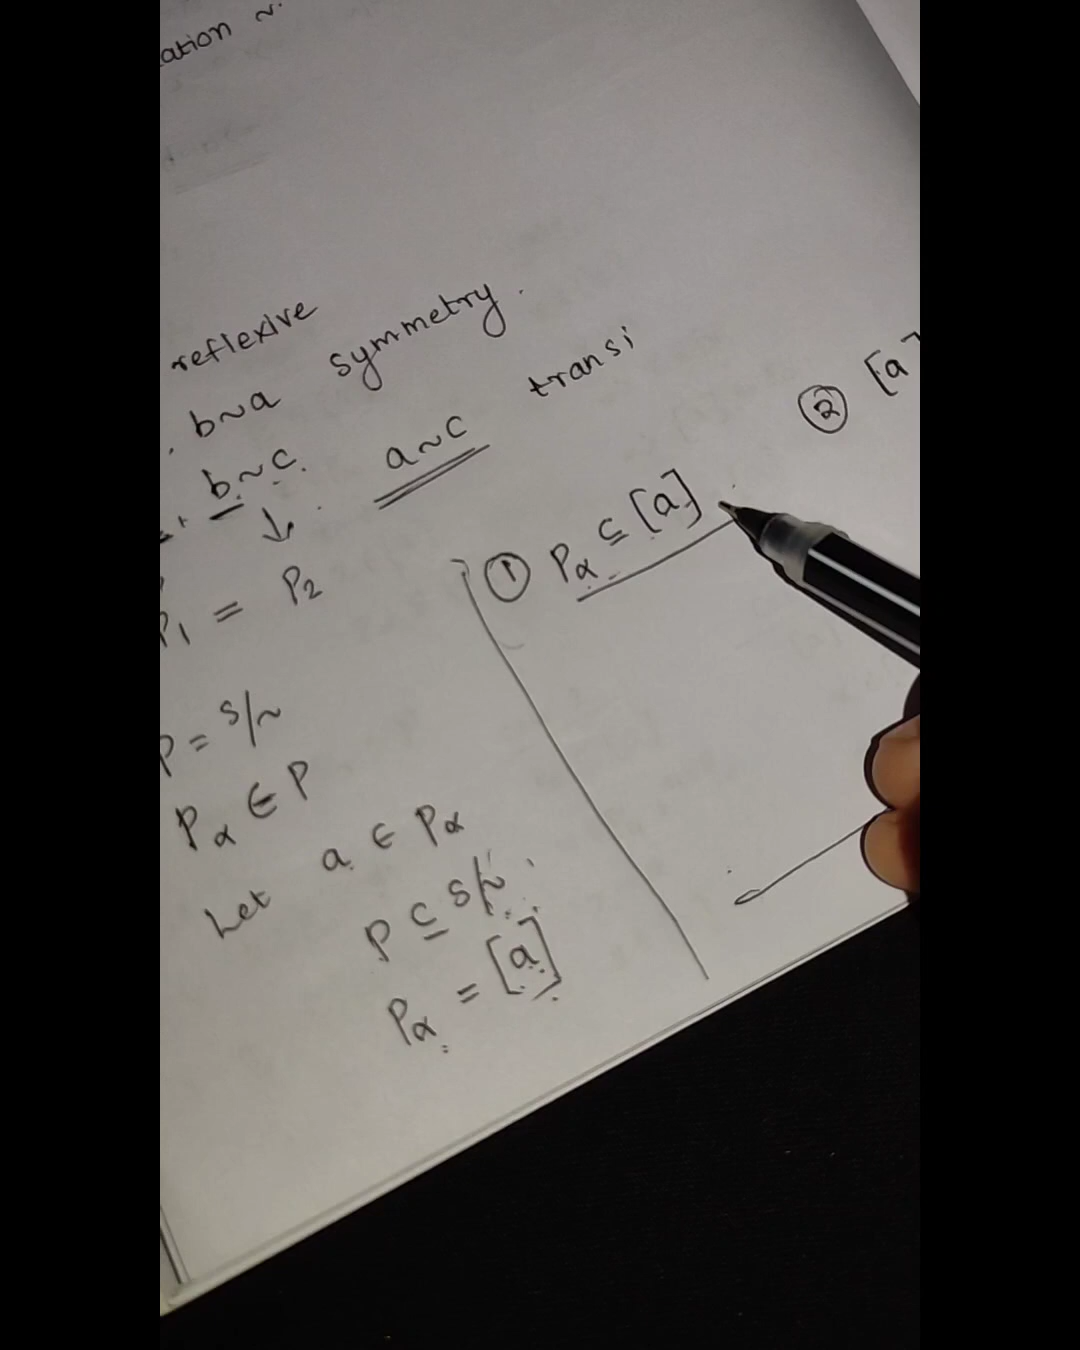 ation ~.
reflexive
b~a symmetry.
b~c. a~c transi
↓
P₁ = P₂
P = S/~
Pα ∈ P
Let a ∈ Pα
P ⊆ S/~
Pα = [a]
① Pα ⊆ [a]
② [a]